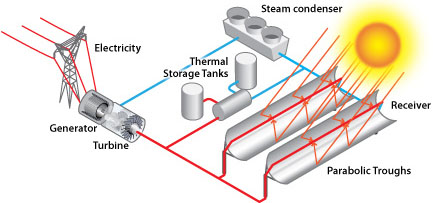 Steam condenser
Electricity
Thermal
Storage Tanks
Receiver
Generator
Turbine
Parabolic Troughs